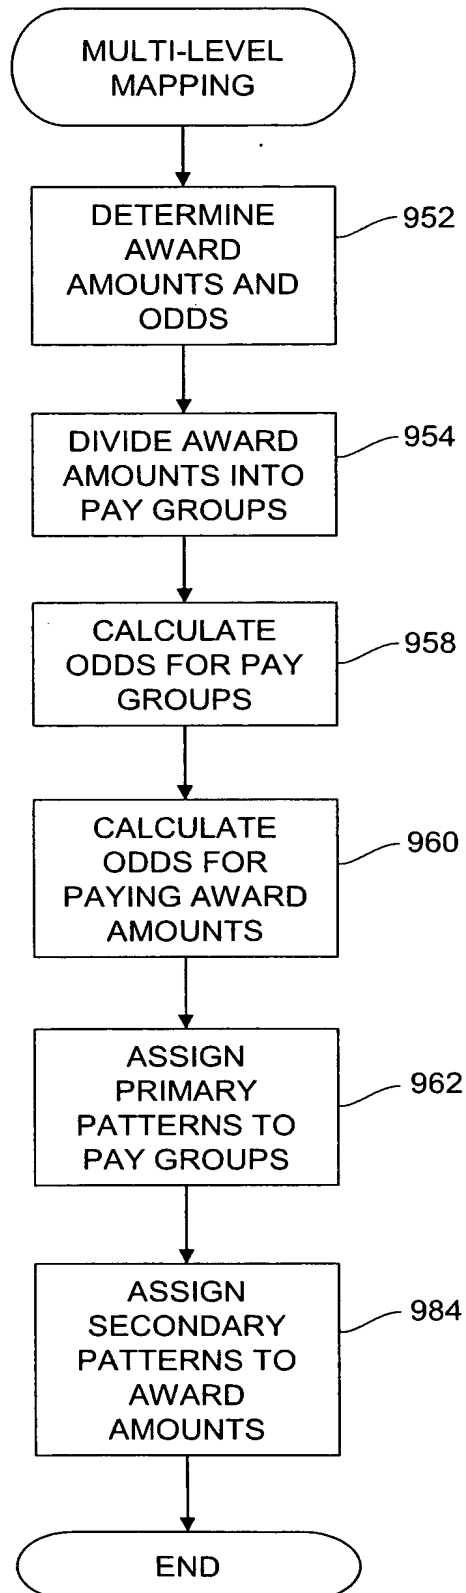 MULTI-LEVEL
MAPPING
DETERMINE
AWARD
AMOUNTS AND
ODDS
952
DIVIDE AWARD
AMOUNTS INTO
PAY GROUPS
954
CALCULATE
ODDS FOR PAY
GROUPS
958
CALCULATE
ODDS FOR
PAYING AWARD
AMOUNTS
960
ASSIGN
PRIMARY
PATTERNS TO
PAY GROUPS
962
ASSIGN
SECONDARY
PATTERNS TO
AWARD
AMOUNTS
984
END